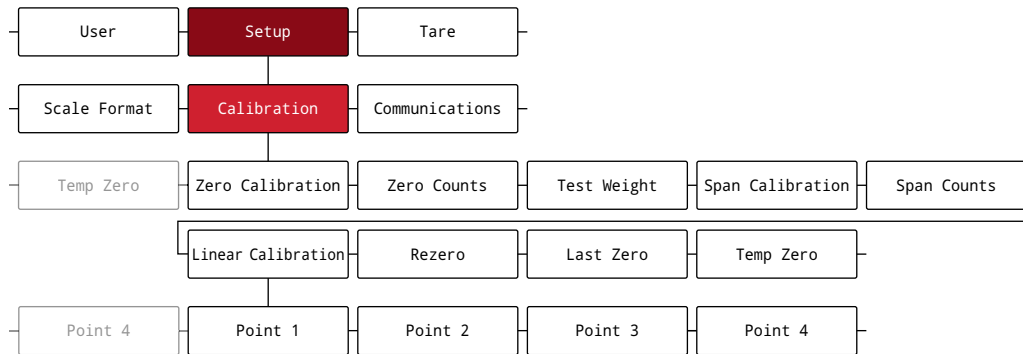 User Setup Tare
Scale Format Calibration Communications
Temp Zero Zero Calibration Zero Counts Test Weight Span Calibration Span Counts
Linear Calibration Rezero Last Zero Temp Zero
Point 4 Point 1 Point 2 Point 3 Point 4